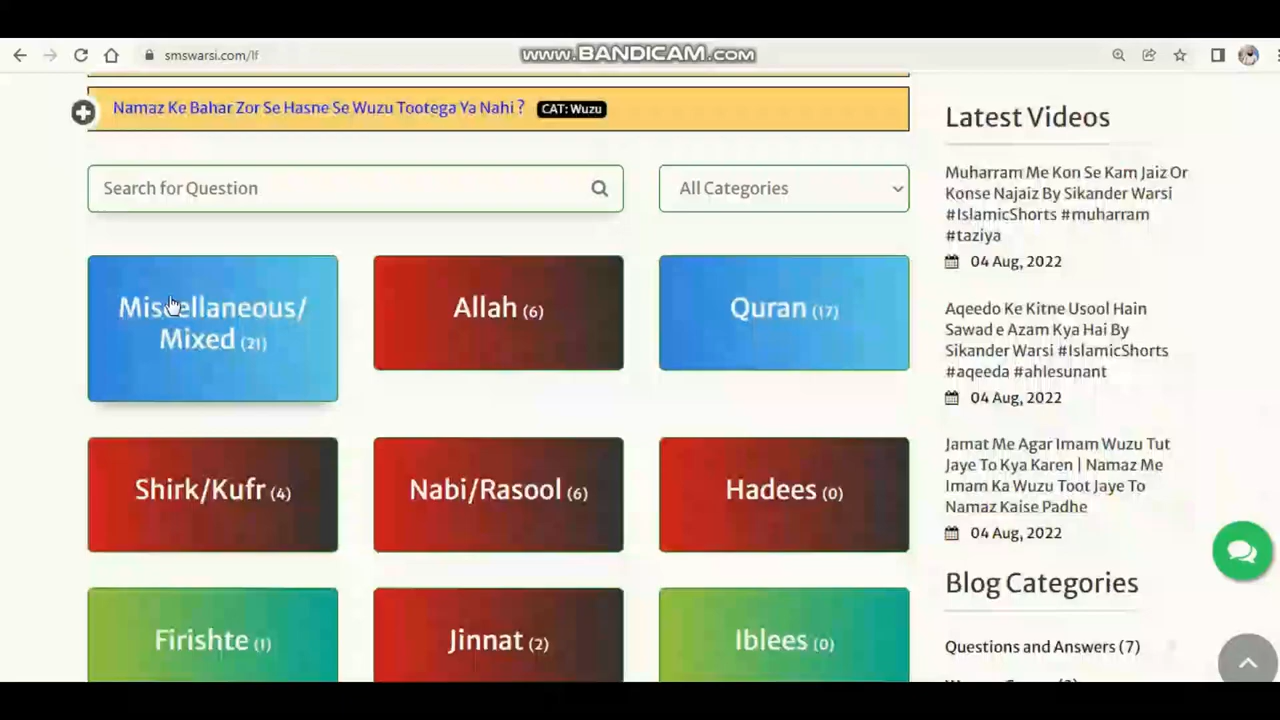 www.BANDICAM.com
smswarsi.com/lf
Namaz Ke Bahar Zor Se Hasne Se Wuzu Tootega Ya Nahi ? CAT: Wuzu
Search for Question
All Categories
Miscellaneous/
Mixed (21)
Allah (6)
Quran (17)
Shirk/Kufr (4)
Nabi/Rasool (6)
Hadees (0)
Firishte (1)
Jinnat (2)
Iblees (0)
Latest Videos
Muharram Me Kon Se Kam Jaiz Or
Konse Najaiz By Sikander Warsi
#IslamicShorts #muharram
#taziya
04 Aug, 2022
Aqeedo Ke Kitne Usool Hain
Sawad e Azam Kya Hai By
Sikander Warsi #IslamicShorts
#aqeeda #ahlesunant
04 Aug, 2022
Jamat Me Agar Imam Wuzu Tut
Jaye To Kya Karen | Namaz Me
Imam Ka Wuzu Toot Jaye To
Namaz Kaise Padhe
04 Aug, 2022
Blog Categories
Questions and Answers (7)